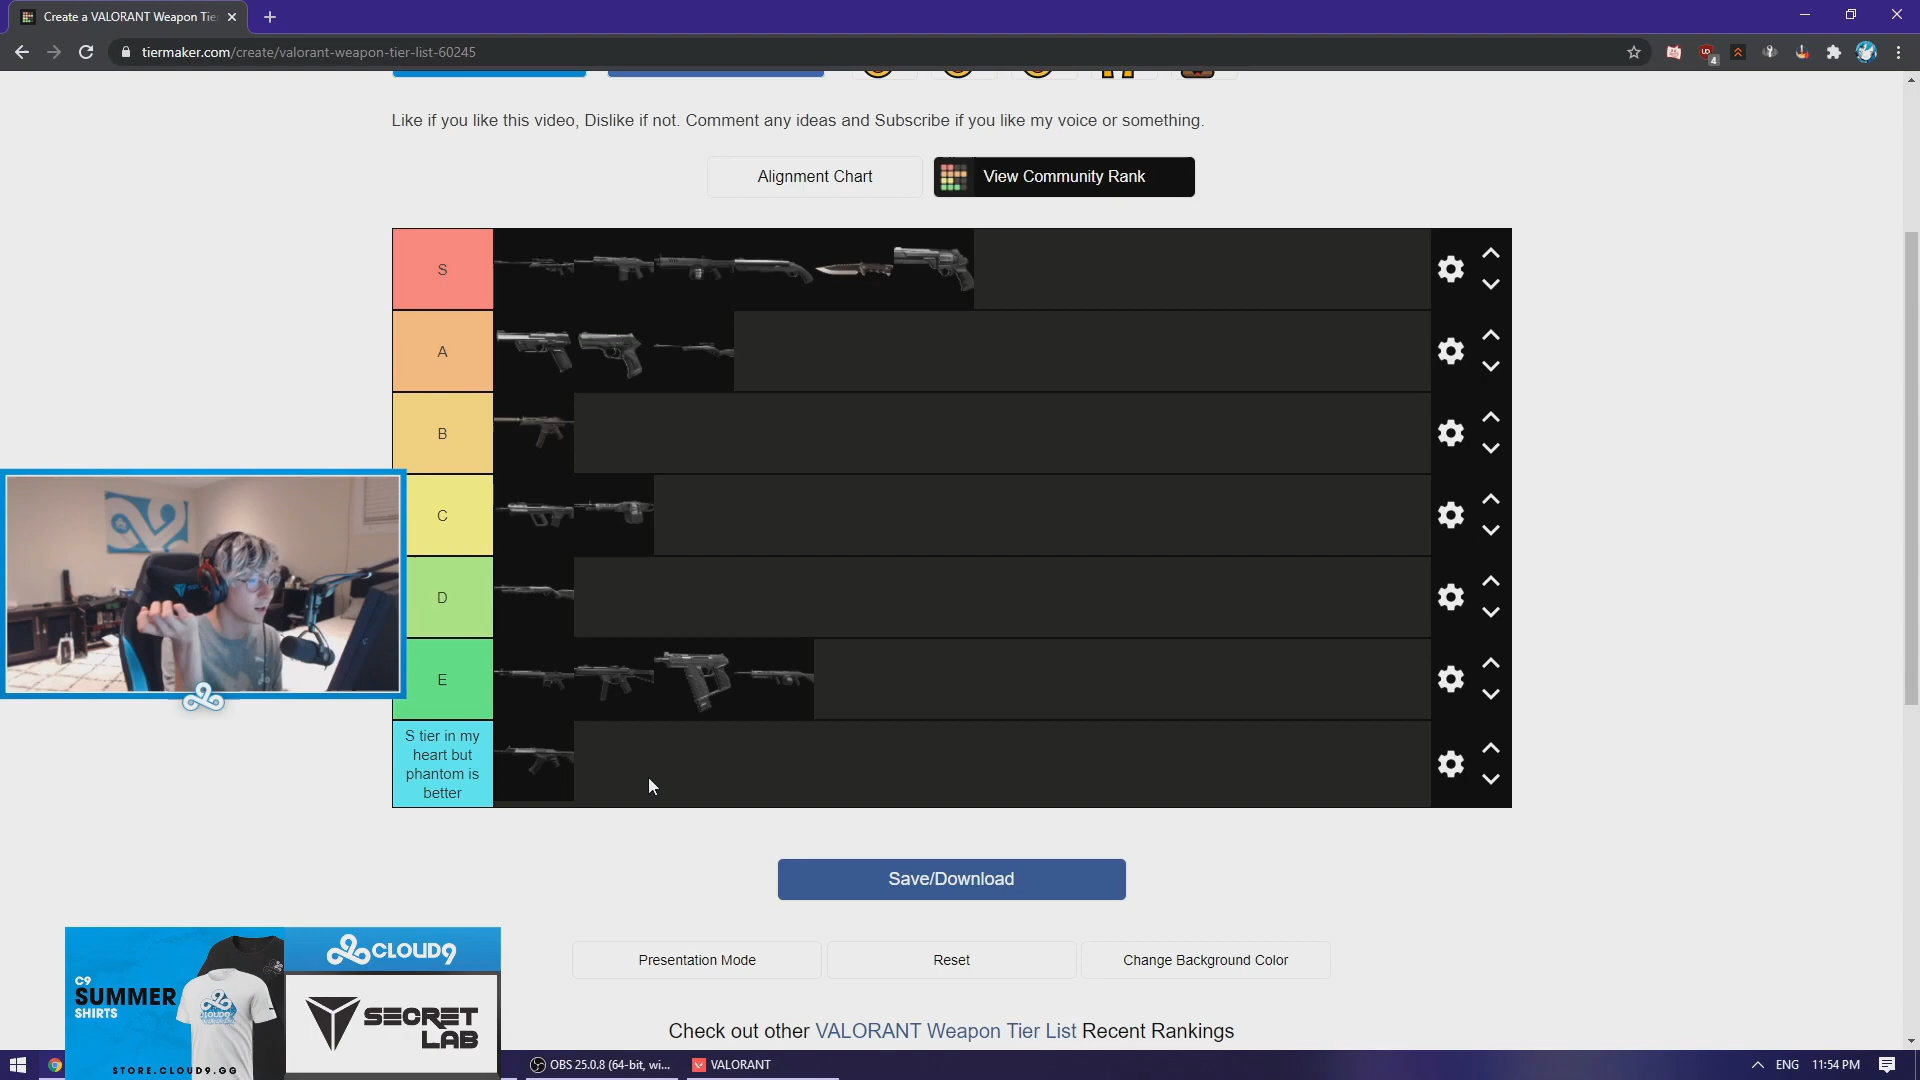 Create a VALORANT Weapon Tie
tiermaker.com/create/valorant-weapon-tier-list-60245
4
Like if you like this video, Dislike if not. Comment any ideas and Subscribe if you like my voice or something.
Alignment Chart
View Community Rank
S
A
B
C
D
E
S tier in my
heart but
phantom is
better
Save/Download
Presentation Mode
Reset
Change Background Color
Check out other VALORANT Weapon Tier List Recent Rankings
C9
SUMMER
SHIRTS
STORE.CLOUD9.GG
CLOUD9
SECRET
LAB
OBS 25.0.8 (64-bit, wi...
VALORANT
ENG
11:54 PM